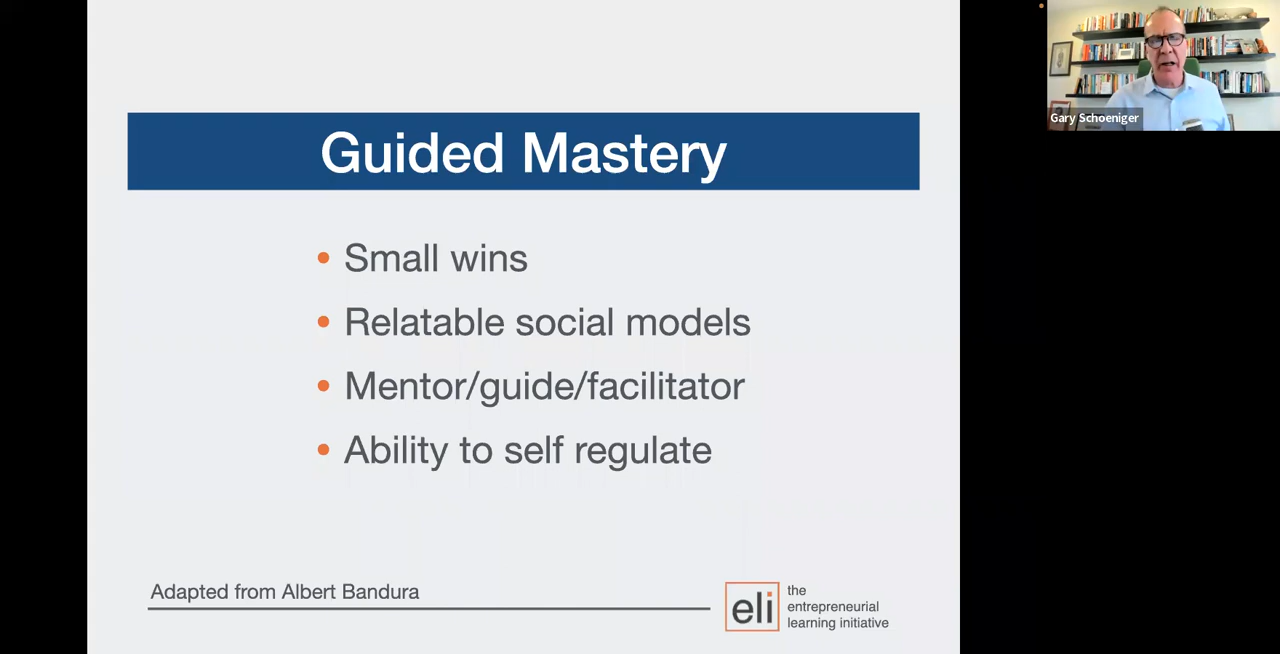 Guided Mastery
• Small wins
• Relatable social models
• Mentor/guide/facilitator
• Ability to self regulate
Adapted from Albert Bandura
eli
the
entrepreneurial
learning initiative
Gary Schoeniger